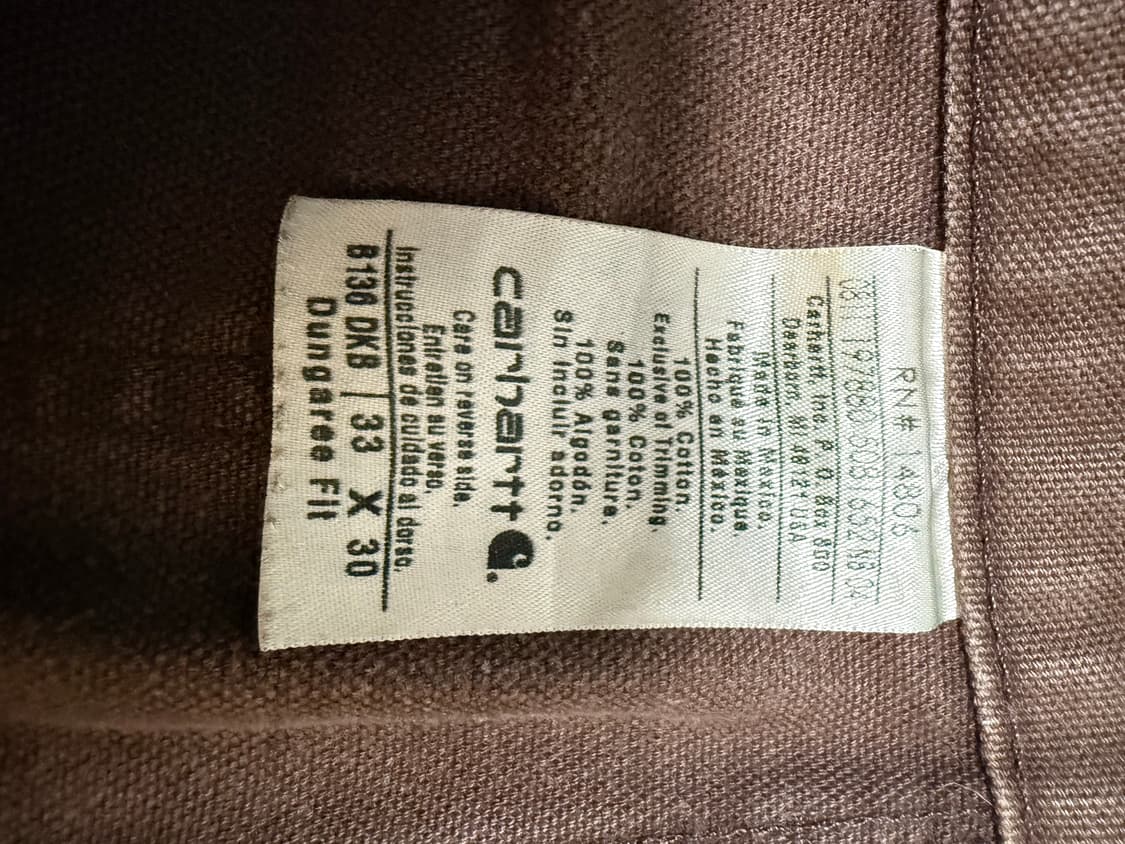 RN# 14806
Carhartt, Inc. P.O. Box 600
Dearborn, MI 48121 USA
Made in Mexico.
Fabriqué au Mexique.
Hecho en México.
100% Cotton.
Exclusive of Trimming.
100% Coton.
Sans garniture.
100% Algodón.
Sin incluir adorno.
carhartt
Care on reverse side.
Entretien au verso.
Instrucciones de cuidado al dorso.
B136 DKB | 33 X 30
Dungaree Fit